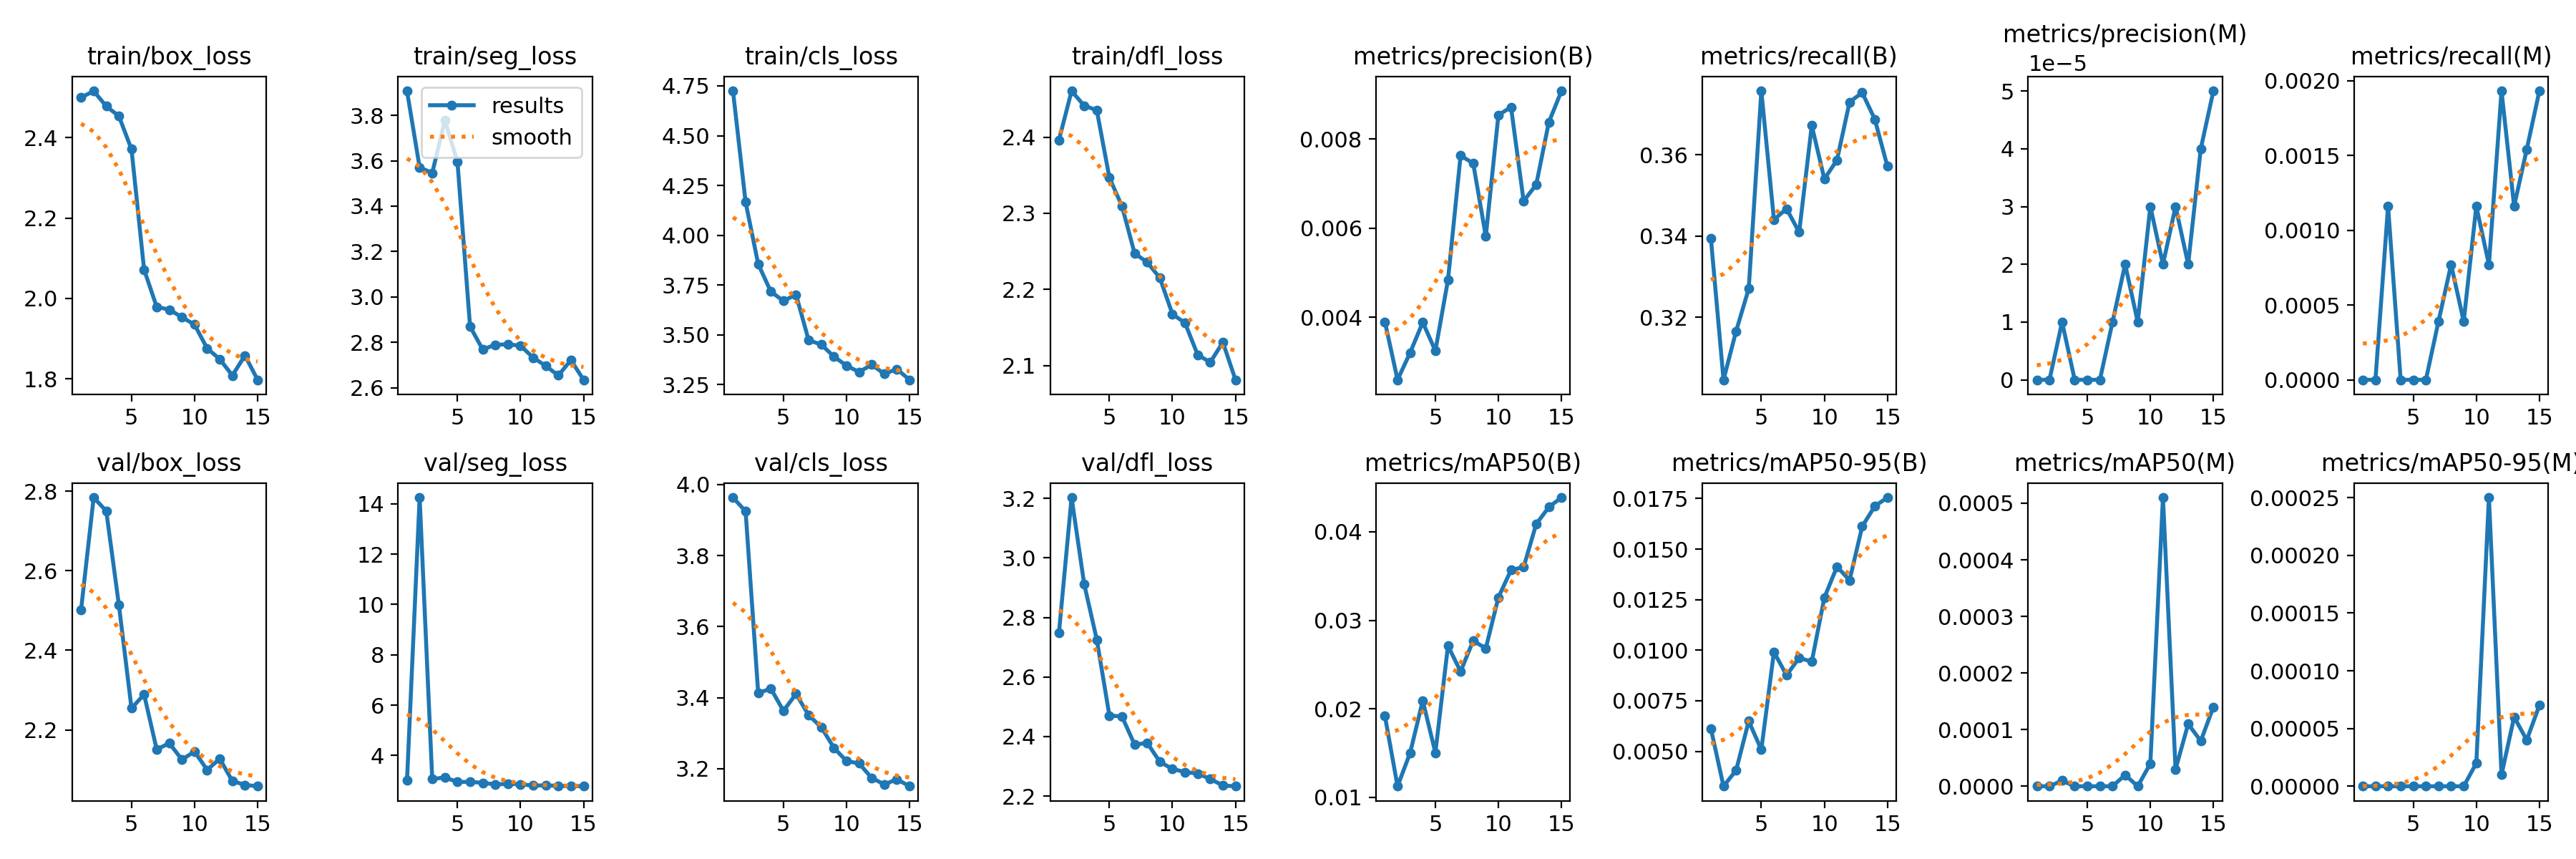 train/box_loss
2.4
2.2
2.0
1.8
5 10 15
train/seg_loss
results
smooth
3.8
3.6
3.4
3.2
3.0
2.8
2.6
5 10 15
train/cls_loss
4.75
4.50
4.25
4.00
3.75
3.50
3.25
5 10 15
train/dfl_loss
2.4
2.3
2.2
2.1
5 10 15
metrics/precision(B)
0.008
0.006
0.004
5 10 15
metrics/recall(B)
0.36
0.34
0.32
5 10 15
metrics/precision(M)
1e−5
5
4
3
2
1
0
5 10 15
metrics/recall(M)
0.0020
0.0015
0.0010
0.0005
0.0000
5 10 15
val/box_loss
2.8
2.6
2.4
2.2
5 10 15
val/seg_loss
14
12
10
8
6
4
5 10 15
val/cls_loss
4.0
3.8
3.6
3.4
3.2
5 10 15
val/dfl_loss
3.2
3.0
2.8
2.6
2.4
2.2
5 10 15
metrics/mAP50(B)
0.04
0.03
0.02
0.01
5 10 15
metrics/mAP50-95(B)
0.0175
0.0150
0.0125
0.0100
0.0075
0.0050
5 10 15
metrics/mAP50(M)
0.0005
0.0004
0.0003
0.0002
0.0001
0.0000
5 10 15
metrics/mAP50-95(M)
0.00025
0.00020
0.00015
0.00010
0.00005
0.00000
5 10 15